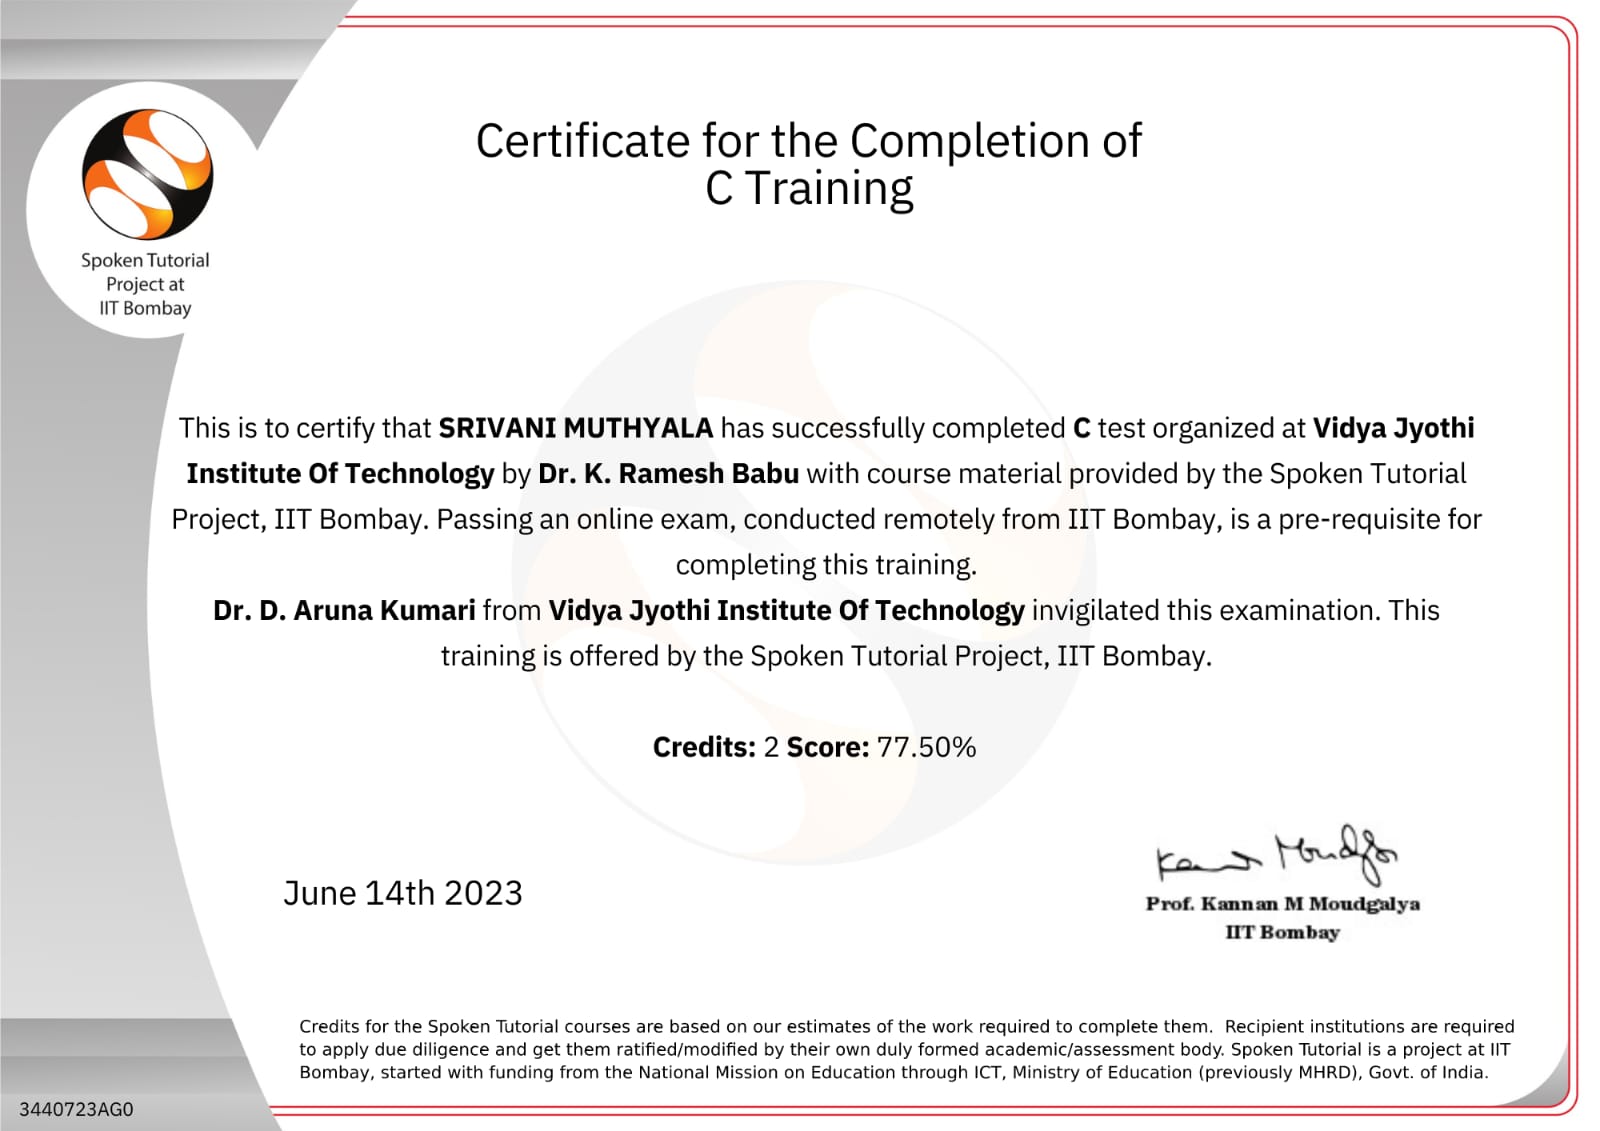 Certificate for the Completion of
C Training
Spoken Tutorial
Project at
IIT Bombay
This is to certify that SRIVANI MUTHYALA has successfully completed C test organized at Vidya Jyothi
Institute Of Technology by Dr. K. Ramesh Babu with course material provided by the Spoken Tutorial
Project, IIT Bombay. Passing an online exam, conducted remotely from IIT Bombay, is a pre-requisite for
completing this training.
Dr. D. Aruna Kumari from Vidya Jyothi Institute Of Technology invigilated this examination. This
training is offered by the Spoken Tutorial Project, IIT Bombay.
Credits: 2 Score: 77.50%
June 14th 2023
Kannan Moudgalya
Prof. Kannan M Moudgalya
IIT Bombay
Credits for the Spoken Tutorial courses are based on our estimates of the work required to complete them. Recipient institutions are required
to apply due diligence and get them ratified/modified by their own duly formed academic/assessment body. Spoken Tutorial is a project at IIT
Bombay, started with funding from the National Mission on Education through ICT, Ministry of Education (previously MHRD), Govt. of India.
3440723AG0